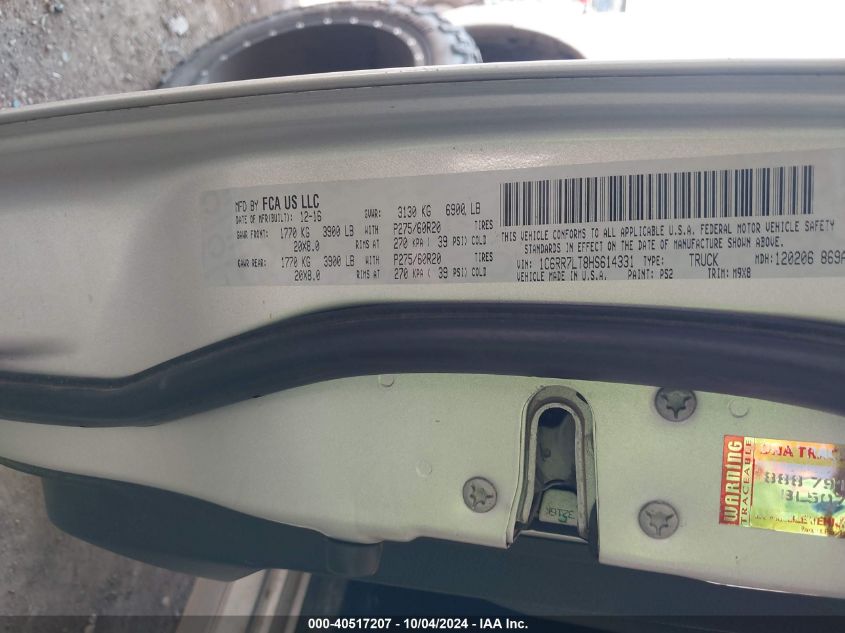 MFD BY FCA US LLC
DATE OF MFR(BUILT): 12-16 GVWR: 3130 KG 6900 LB
GAWR FRONT: 1770 KG 3900 LB WITH P275/60R20 TIRES
20X8.0 RIMS AT 270 KPA( 39 PSI) COLD
GAWR REAR: 1770 KG 3900 LB WITH P275/60R20 TIRES
20X8.0 RIMS AT 270 KPA( 39 PSI) COLD
THIS VEHICLE CONFORMS TO ALL APPLICABLE U.S.A. FEDERAL MOTOR VEHICLE SAFETY
STANDARDS IN EFFECT ON THE DATE OF MANUFACTURE SHOWN ABOVE.
VIN: 1C6RR7LT8HS614331 TYPE: TRUCK MDH: 120206 869
VEHICLE MADE IN U.S.A. PAINT: PS2 TRIM: M9X8
WARNING
TRACEABLE
888 79
BL507
000-40517207 - 10/04/2024 - IAA Inc.